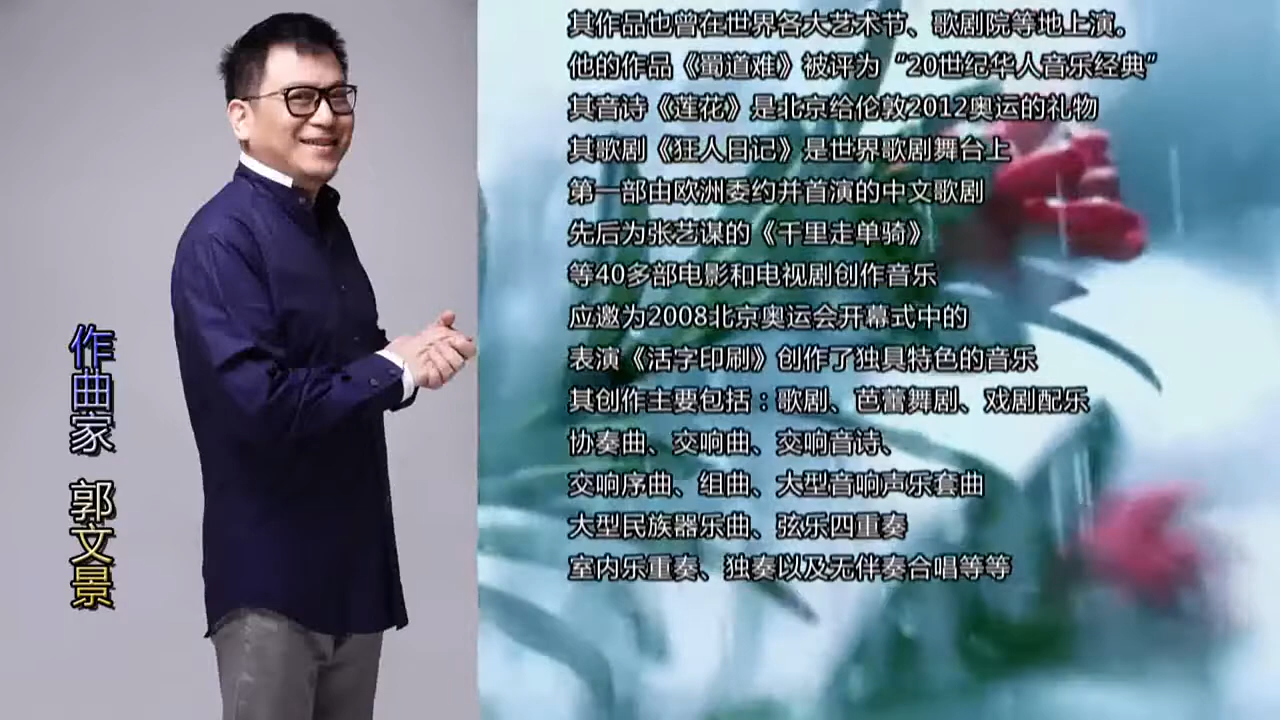 作曲家 郭文景
其作品也曾在世界各大艺术节、歌剧院等地上演。
他的作品《蜀道难》被评为“20世纪华人音乐经典”
其音诗《莲花》是北京给伦敦2012奥运的礼物
其歌剧《狂人日记》是世界歌剧舞台上
第一部由欧洲委约并首演的中文歌剧
先后为张艺谋的《千里走单骑》
等40多部电影和电视剧创作音乐
应邀为2008北京奥运会开幕式中的
表演《活字印刷》创作了独具特色的音乐
其创作主要包括：歌剧、芭蕾舞剧、戏剧配乐
协奏曲、交响曲、交响音诗、
交响序曲、组曲、大型音响声乐套曲
大型民族器乐曲、弦乐四重奏
室内乐重奏、独奏以及无伴奏合唱等等